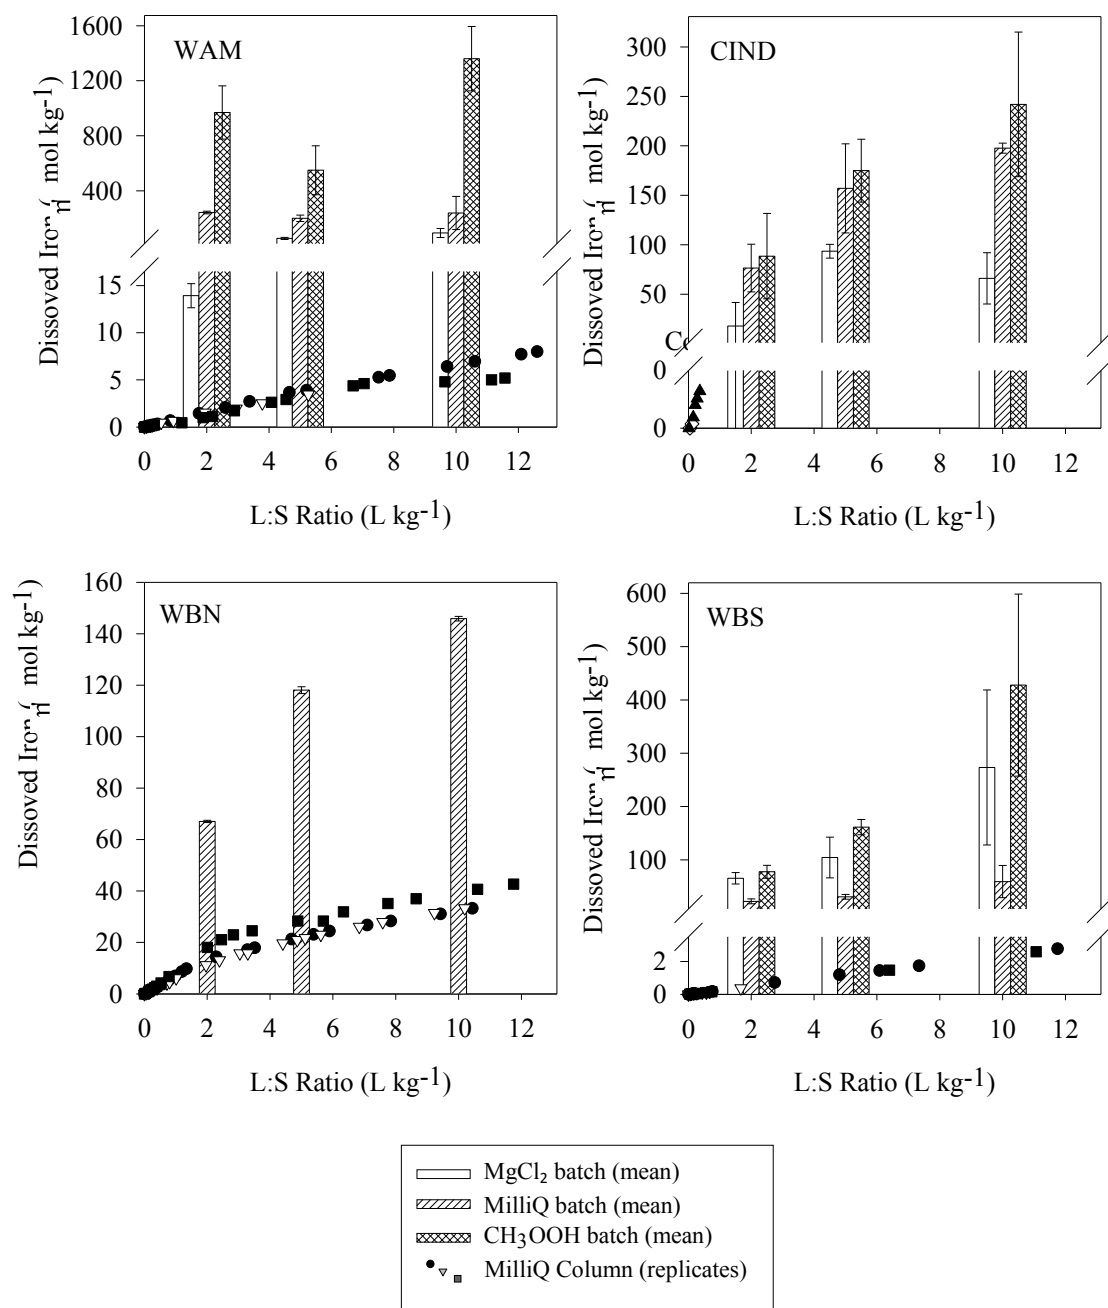 WAM
Dissoved Iron ( mol kg-1)
1600
1200
800
400
15
10
5
0
0 2 4 6 8 10 12
L:S Ratio (L kg-1)
CIND
Dissoved Iron ( mol kg-1)
300
250
200
150
100
50
0
0
0 2 4 6 8 10 12
L:S Ratio (L kg-1)
WBN
Dissoved Iron ( mol kg-1)
160
140
120
100
80
60
40
20
0
0 2 4 6 8 10 12
L:S Ratio (L kg-1)
WBS
Dissoved Iron ( mol kg-1)
600
500
400
300
200
100
2
0
0 2 4 6 8 10 12
L:S Ratio (L kg-1)
MgCl2 batch (mean)
MilliQ batch (mean)
CH3OOH batch (mean)
MilliQ Column (replicates)